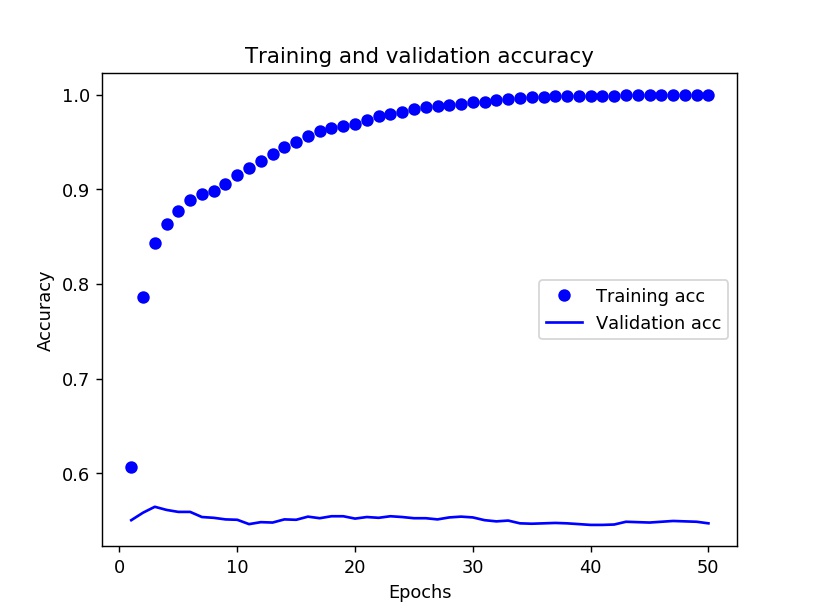 Training and validation accuracy
1.0
0.9
0.8
0.7
0.6
Accuracy
Training acc
Validation acc
0 10 20 30 40 50
Epochs